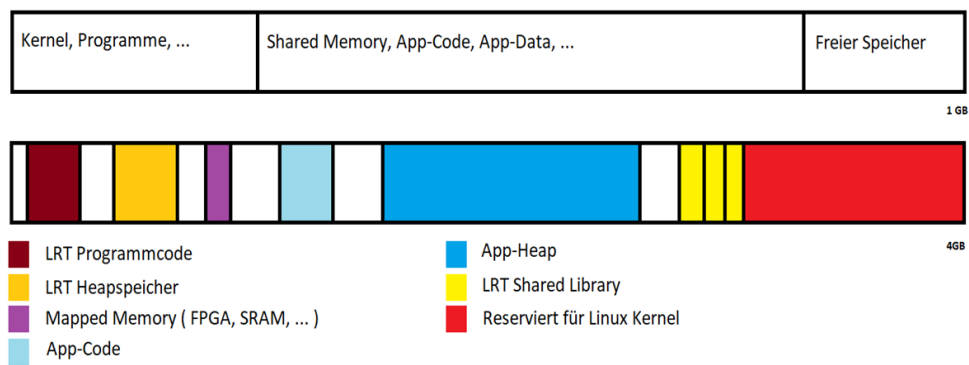 Kernel, Programme, ...
Shared Memory, App-Code, App-Data, ...
Freier Speicher
1 GB
4GB
LRT Programmcode
LRT Heapspeicher
Mapped Memory ( FPGA, SRAM, ... )
App-Code
App-Heap
LRT Shared Library
Reserviert für Linux Kernel